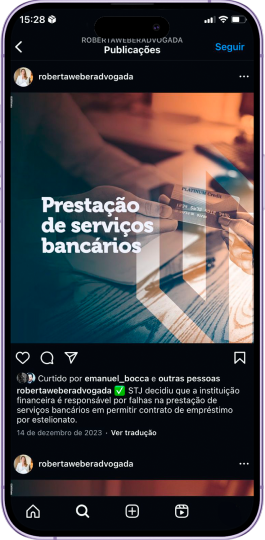 15:28
ROBERTAWEBERADVOGADA
Publicações
Seguir
robertaweberadvogada
PLATINUM
Prestação
de serviços
bancários
Curtido por emanuel_bocca e outras pessoas
robertaweberadvogada ✅ STJ decidiu que a instituição
financeira é responsável por falhas na prestação de
serviços bancários em permitir contrato de empréstimo
por estelionato.
14 de dezembro de 2023 · Ver tradução
robertaweberadvogada